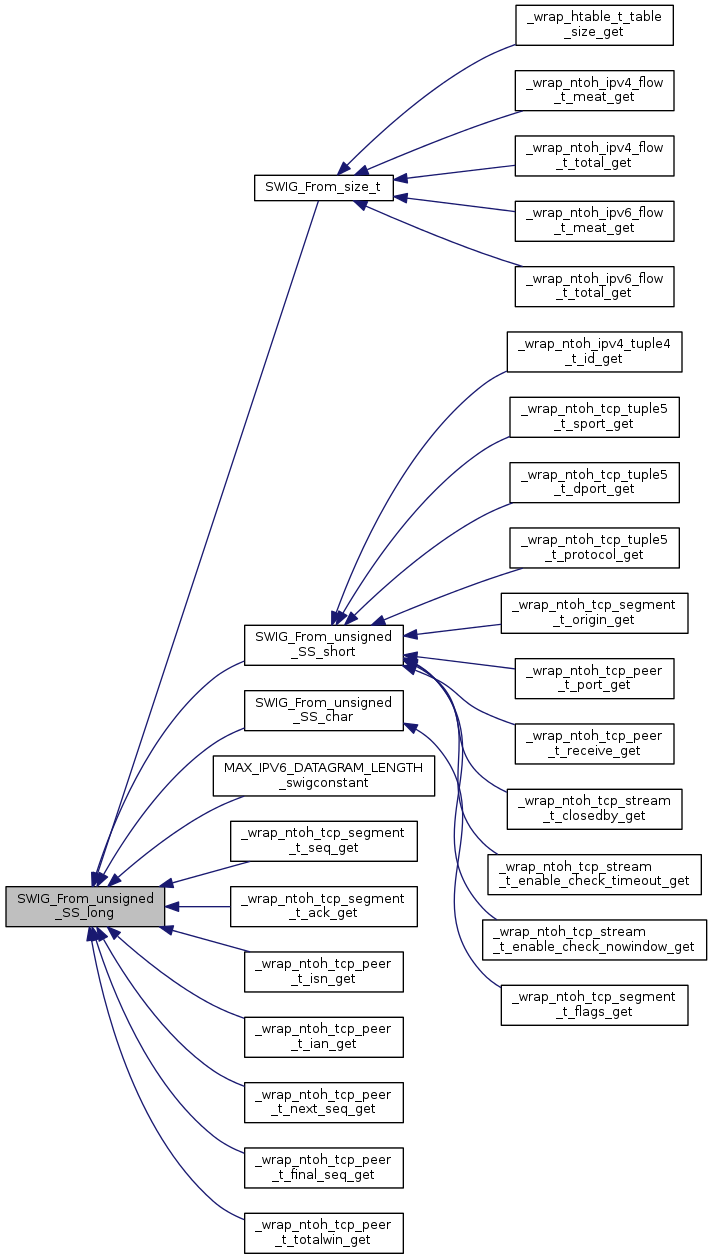 _wrap_htable_t_table
_size_get
_wrap_ntoh_ipv4_flow
_t_meat_get
_wrap_ntoh_ipv4_flow
_t_total_get
SWIG_From_size_t
_wrap_ntoh_ipv6_flow
_t_meat_get
_wrap_ntoh_ipv6_flow
_t_total_get
_wrap_ntoh_ipv4_tuple4
_t_id_get
_wrap_ntoh_tcp_tuple5
_t_sport_get
_wrap_ntoh_tcp_tuple5
_t_dport_get
_wrap_ntoh_tcp_tuple5
_t_protocol_get
_wrap_ntoh_tcp_segment
_t_origin_get
SWIG_From_unsigned
_SS_short
_wrap_ntoh_tcp_peer
_t_port_get
SWIG_From_unsigned
_SS_char
_wrap_ntoh_tcp_peer
_t_receive_get
MAX_IPV6_DATAGRAM_LENGTH
_swigconstant
_wrap_ntoh_tcp_stream
_t_closedby_get
_wrap_ntoh_tcp_segment
_t_seq_get
_wrap_ntoh_tcp_stream
_t_enable_check_timeout_get
SWIG_From_unsigned
_SS_long
_wrap_ntoh_tcp_segment
_t_ack_get
_wrap_ntoh_tcp_stream
_t_enable_check_nowindow_get
_wrap_ntoh_tcp_peer
_t_isn_get
_wrap_ntoh_tcp_segment
_t_flags_get
_wrap_ntoh_tcp_peer
_t_ian_get
_wrap_ntoh_tcp_peer
_t_next_seq_get
_wrap_ntoh_tcp_peer
_t_final_seq_get
_wrap_ntoh_tcp_peer
_t_totalwin_get